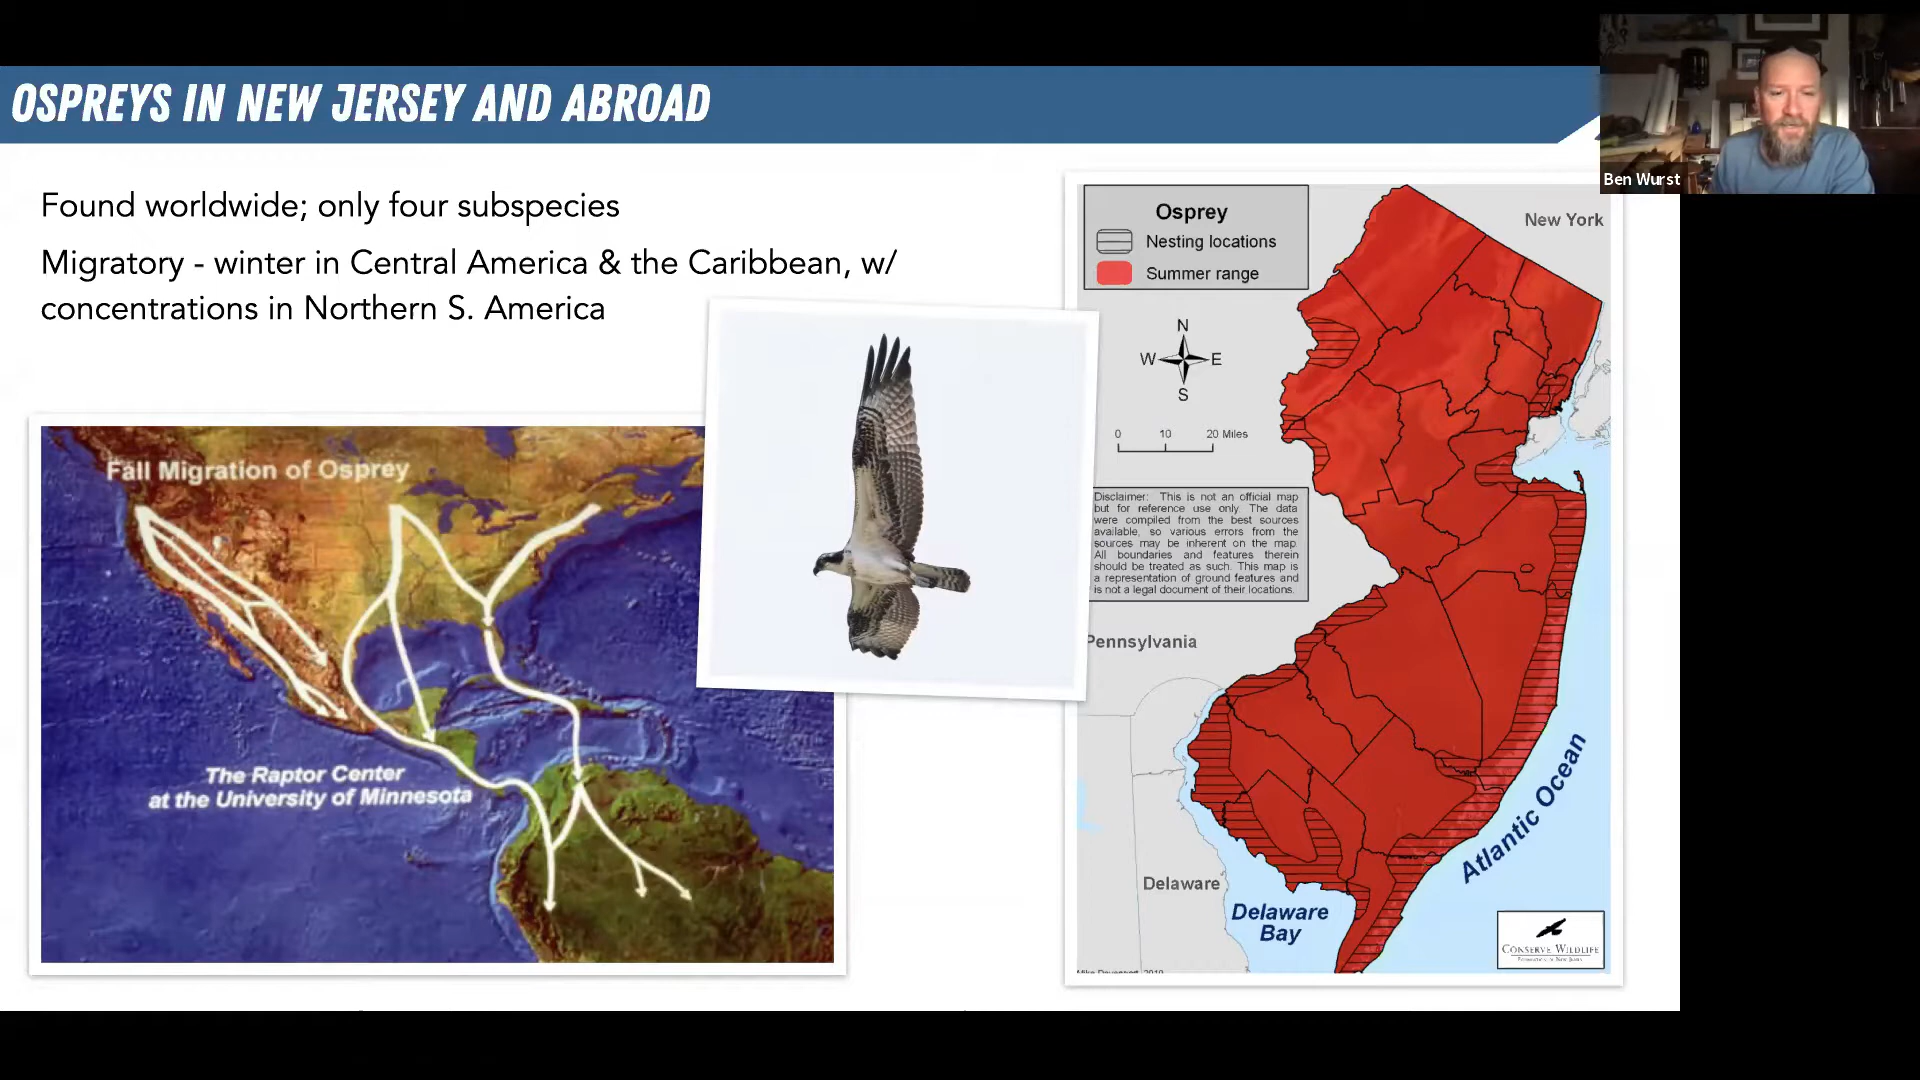 OSPREYS IN NEW JERSEY AND ABROAD
Ben Wurst
Found worldwide; only four subspecies
Migratory - winter in Central America & the Caribbean, w/
concentrations in Northern S. America
Fall Migration of Osprey
The Raptor Center
at the University of Minnesota
Osprey
Nesting locations
Summer range
New York
N
W
E
S
0 10 20 Miles
Disclaimer: This is not an official map
but for reference use only. The data
were compiled from the best sources
available, so various errors from the
sources may be inherent on the map.
All boundaries and features therein
should be treated as such. This map is
a representation of ground features and
is not a legal document of their locations.
Pennsylvania
Delaware
Delaware
Bay
Atlantic Ocean
CONSERVE WILDLIFE
FOUNDATION OF NEW JERSEY